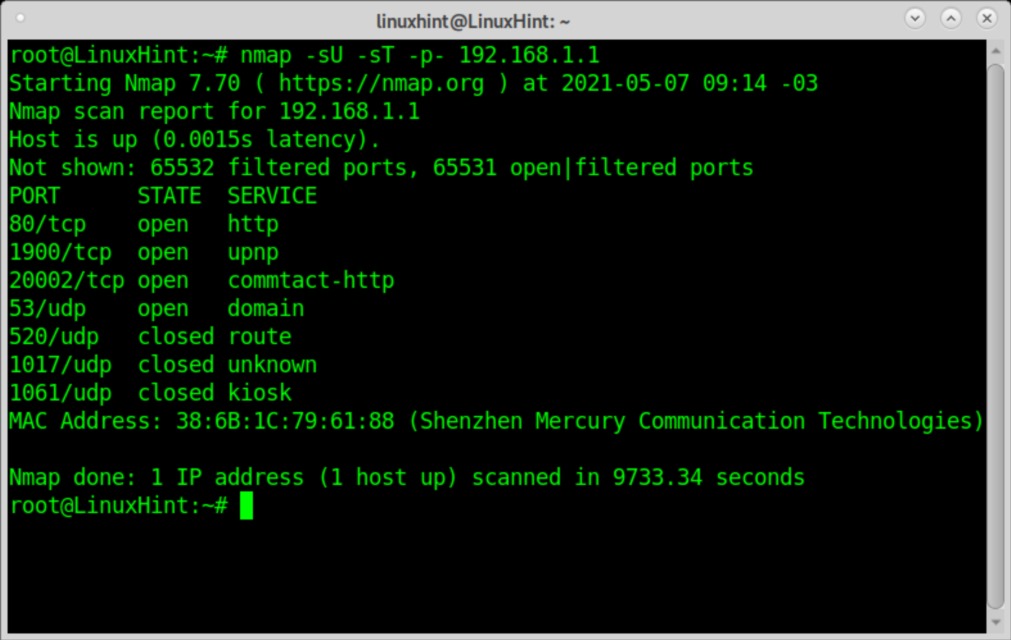 linuxhint@LinuxHint: ~
root@LinuxHint:~# nmap -sU -sT -p- 192.168.1.1
Starting Nmap 7.70 ( https://nmap.org ) at 2021-05-07 09:14 -03
Nmap scan report for 192.168.1.1
Host is up (0.0015s latency).
Not shown: 65532 filtered ports, 65531 open|filtered ports
PORT      STATE  SERVICE
80/tcp    open   http
1900/tcp  open   upnp
20002/tcp open   commtact-http
53/udp    open   domain
520/udp   closed route
1017/udp  closed unknown
1061/udp  closed kiosk
MAC Address: 38:6B:1C:79:61:88 (Shenzhen Mercury Communication Technologies)
Nmap done: 1 IP address (1 host up) scanned in 9733.34 seconds
root@LinuxHint:~#